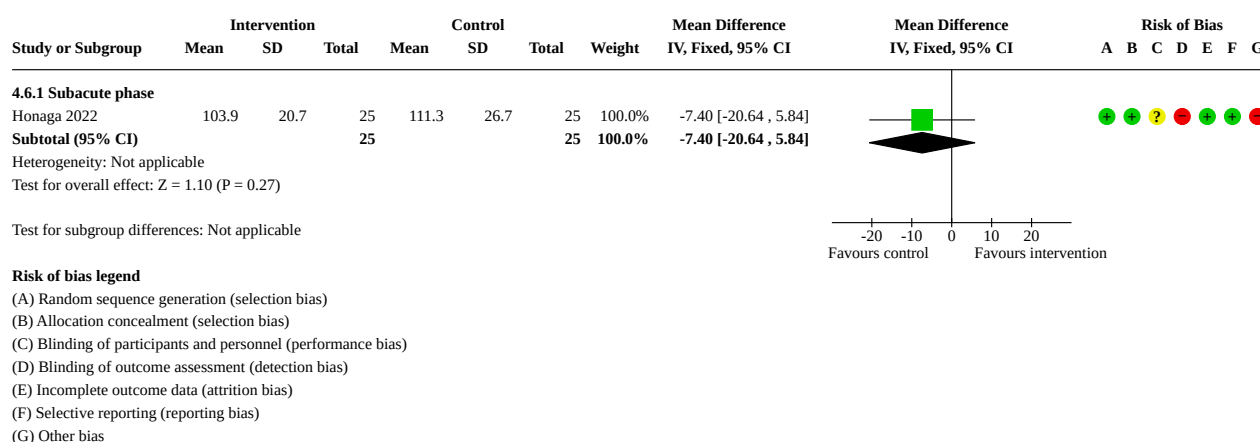 Intervention Control Mean Difference Mean Difference Risk of Bias
Study or Subgroup Mean SD Total Mean SD Total Weight IV, Fixed, 95% CI IV, Fixed, 95% CI A B C D E F G
4.6.1 Subacute phase
Honaga 2022 103.9 20.7 25 111.3 26.7 25 100.0% -7.40 [-20.64 , 5.84] + + ? − + + −
Subtotal (95% CI) 25 25 100.0% -7.40 [-20.64 , 5.84]
Heterogeneity: Not applicable
Test for overall effect: Z = 1.10 (P = 0.27)
Test for subgroup differences: Not applicable
-20 -10 0 10 20
Favours control Favours intervention
Risk of bias legend
(A) Random sequence generation (selection bias)
(B) Allocation concealment (selection bias)
(C) Blinding of participants and personnel (performance bias)
(D) Blinding of outcome assessment (detection bias)
(E) Incomplete outcome data (attrition bias)
(F) Selective reporting (reporting bias)
(G) Other bias